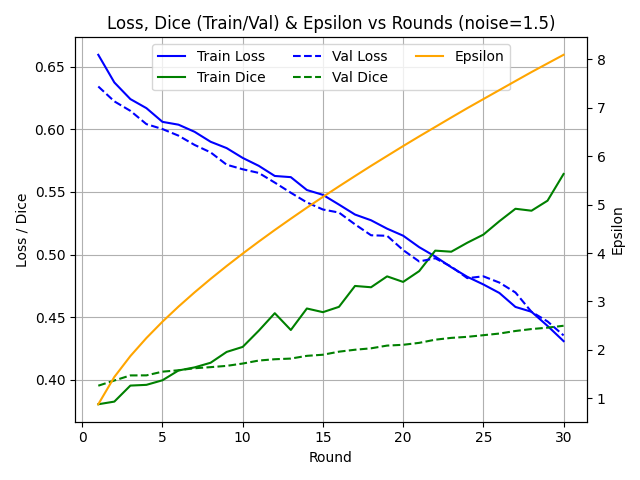 Loss, Dice (Train/Val) & Epsilon vs Rounds (noise=1.5)
Train Loss
Train Dice
Val Loss
Val Dice
Epsilon
Loss / Dice
0.65
0.60
0.55
0.50
0.45
0.40
8
7
6
5
4
3
2
1
Epsilon
0 5 10 15 20 25 30
Round